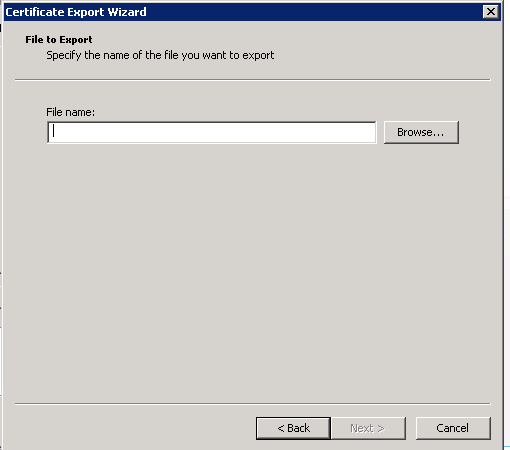 Certificate Export Wizard
File to Export
Specify the name of the file you want to export
File name:
Browse...
< Back
Next >
Cancel